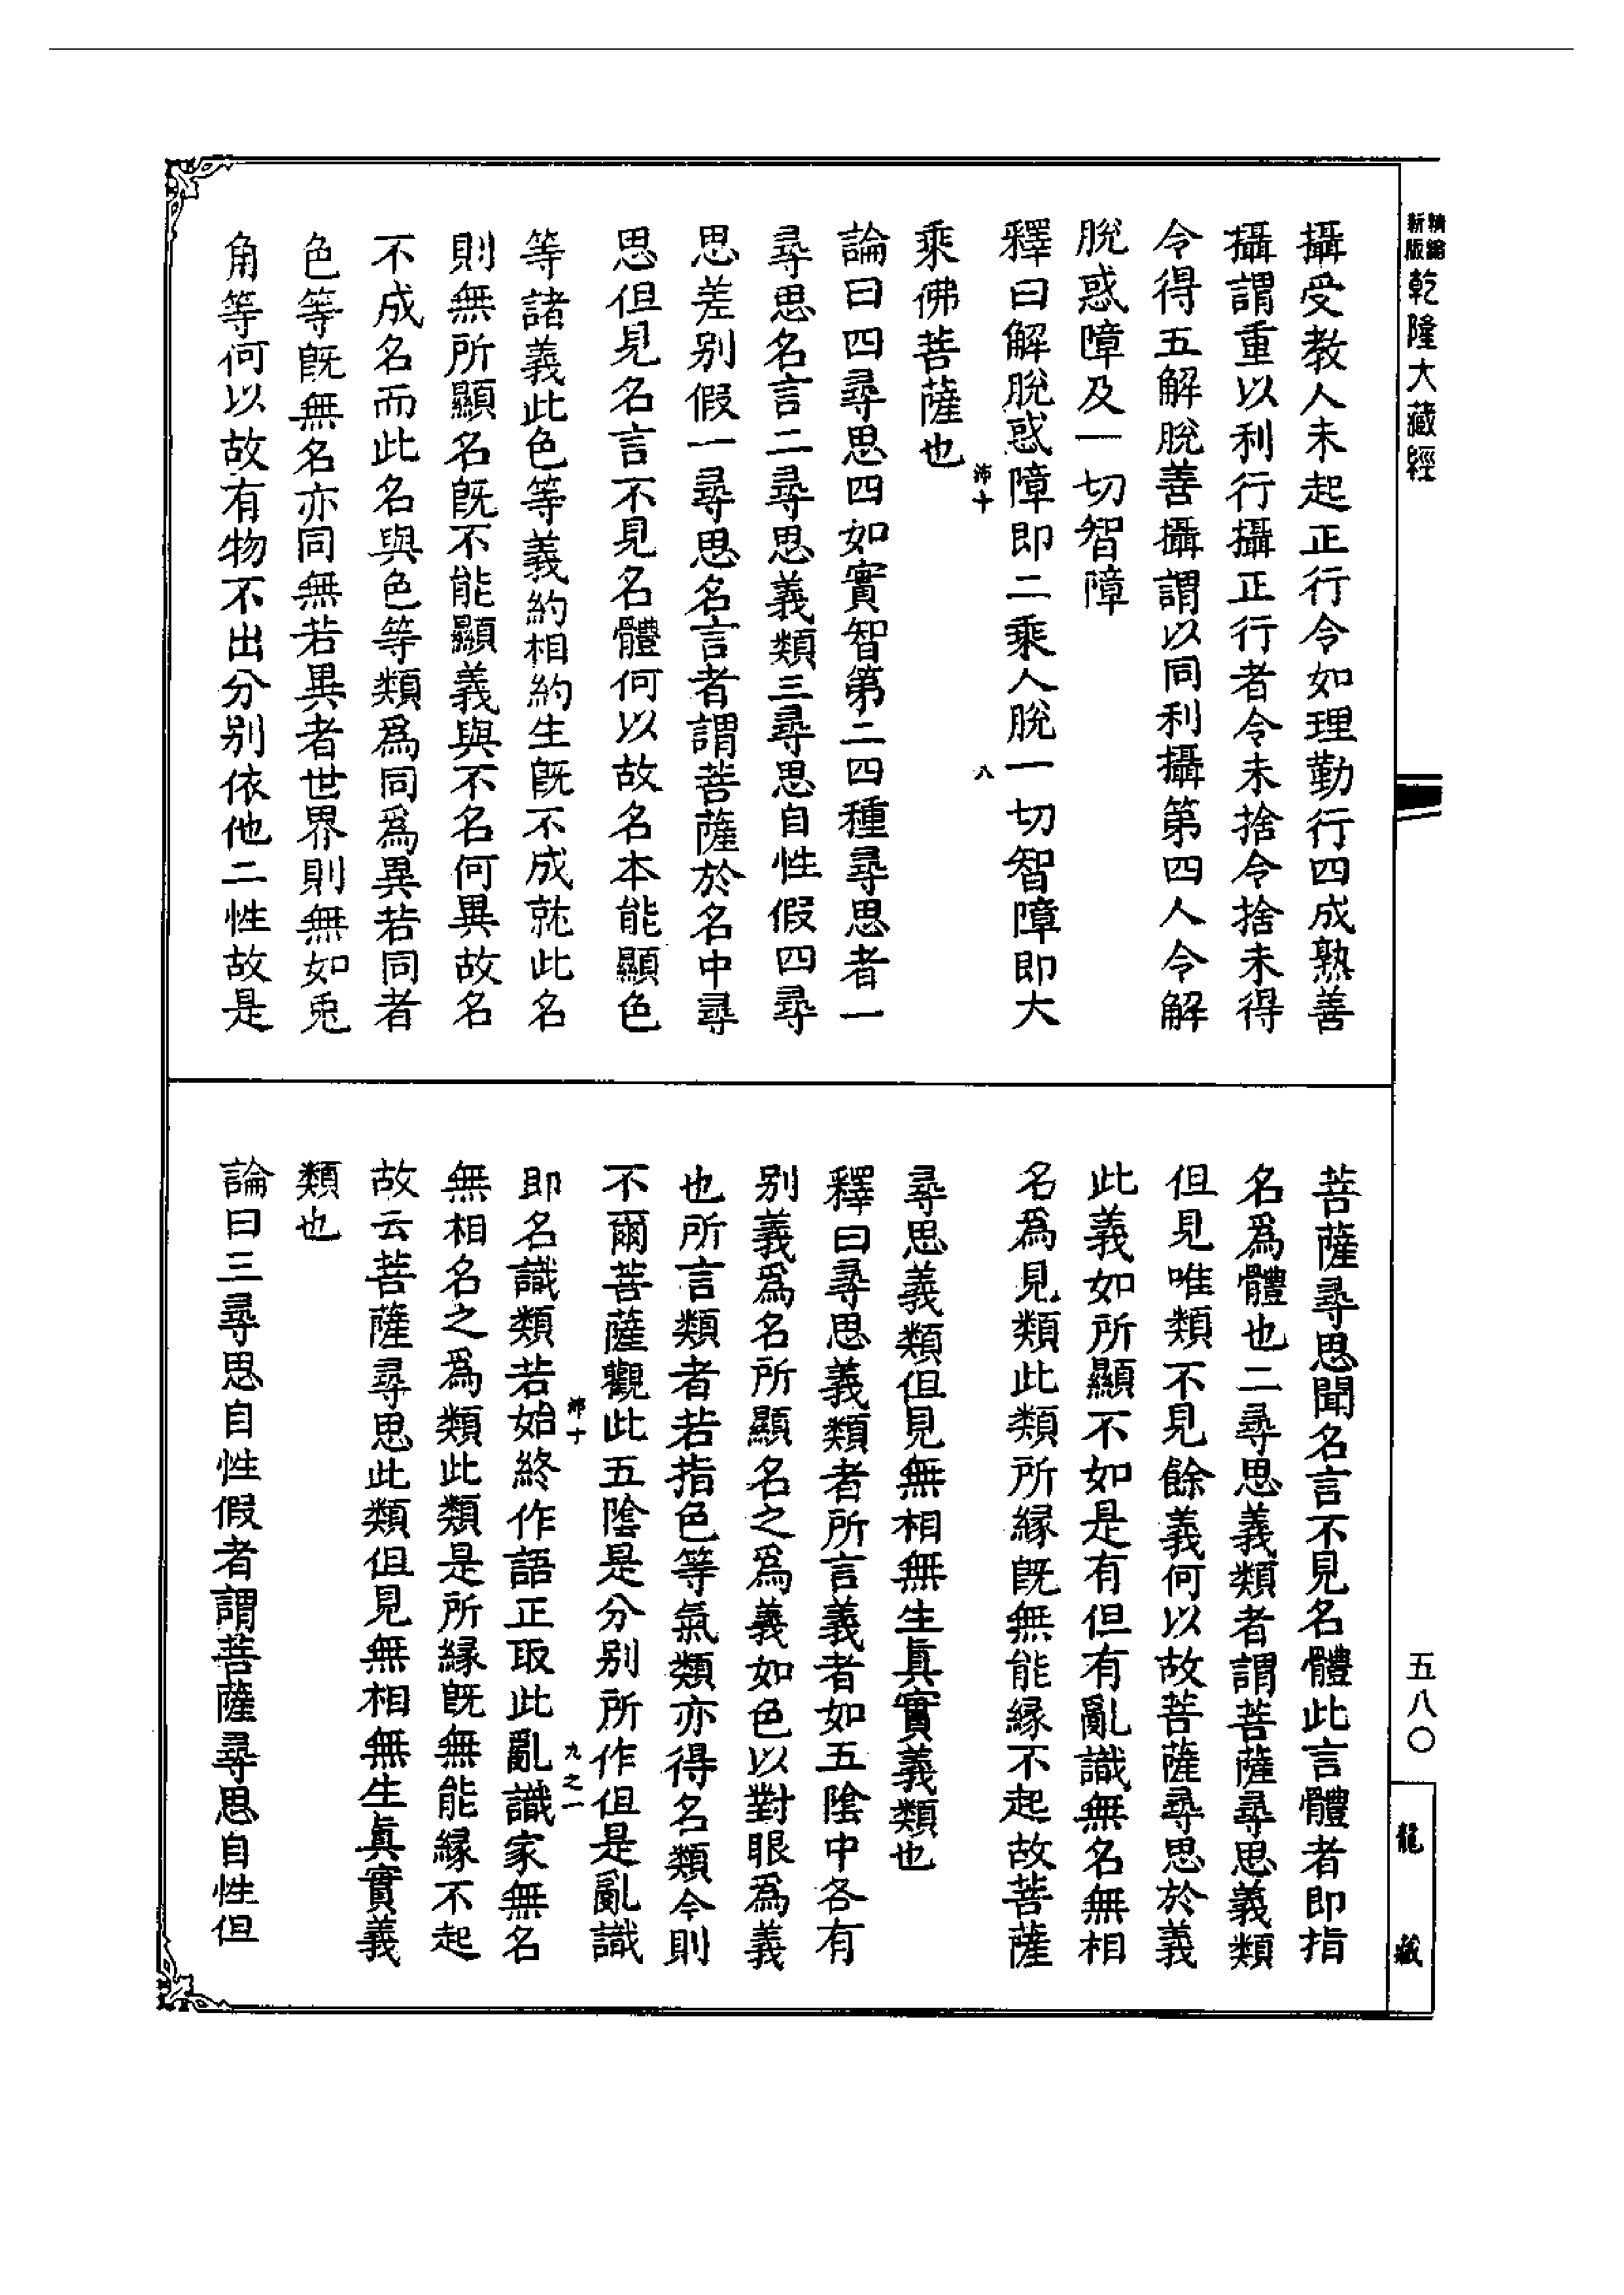 精縮
新版
乾隆大藏經
攝受教人未起正行令如理勤行四成熟善
攝謂重以利行攝正行者令未捨令捨未得
令得五解脫善攝謂以同利攝第四人令解
脫惑障及一切智障
釋曰解脫惑障即二乘人脫一切智障即大
沛十
八
乘佛菩薩也
論曰四尋思四如實智第二四種尋思者一
尋思名言二尋思義類三尋思自性假四尋
思差別假一尋思名言者謂菩薩於名中尋
思但見名言不見名體何以故名本能顯色
等諸義此色等義約相約生旣不成就此名
則無所顯名旣不能顯義與不名何異故名
不成名而此名與色等類爲同爲異若同者
色等旣無名亦同無若異者世界則無如兎
角等何以故有物不出分別依他二性故是
菩薩尋思聞名言不見名體此言體者即指
名爲體也二尋思義類者謂菩薩尋思義類
但見唯類不見餘義何以故菩薩尋思於義
此義如所顯不如是有但有亂識無名無相
名爲見類此類所緣旣無能緣不起故菩薩
尋思義類但見無相無生眞實義類也
釋曰尋思義類者所言義者如五陰中各有
別義爲名所顯名之爲義如色以對眼爲義
也所言類者若指色等氣類亦得名類今則
不爾菩薩觀此五陰是分別所作但是亂識
沛十
九之一
即名識類若始終作語正取此亂識家無名
無相名之爲類此類是所緣旣無能緣不起
故云菩薩尋思此類但見無相無生眞實義
類也
論曰三尋思自性假者謂菩薩尋思自性但
五八〇
龍藏